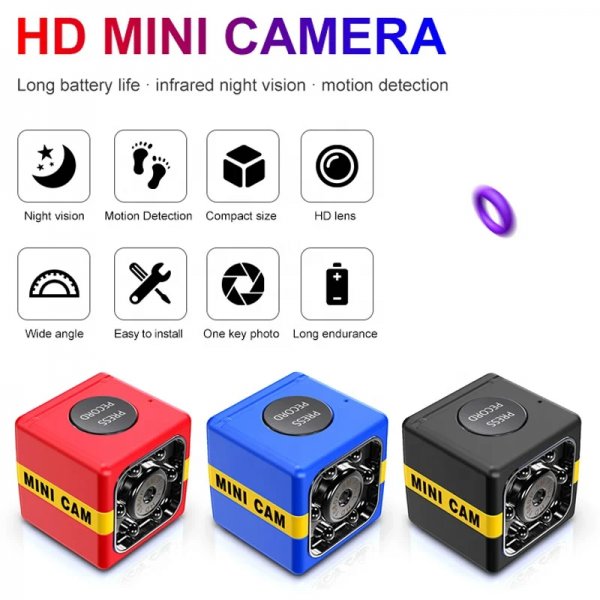 HD MINI CAMERA
Long battery life · infrared night vision · motion detection
Night vision
Motion Detection
Compact size
HD lens
Wide angle
Easy to install
One key photo
Long endurance
PRESS
RECORD
MINI CAM
PRESS
RECORD
MINI CAM
PRESS
RECORD
MINI CAM